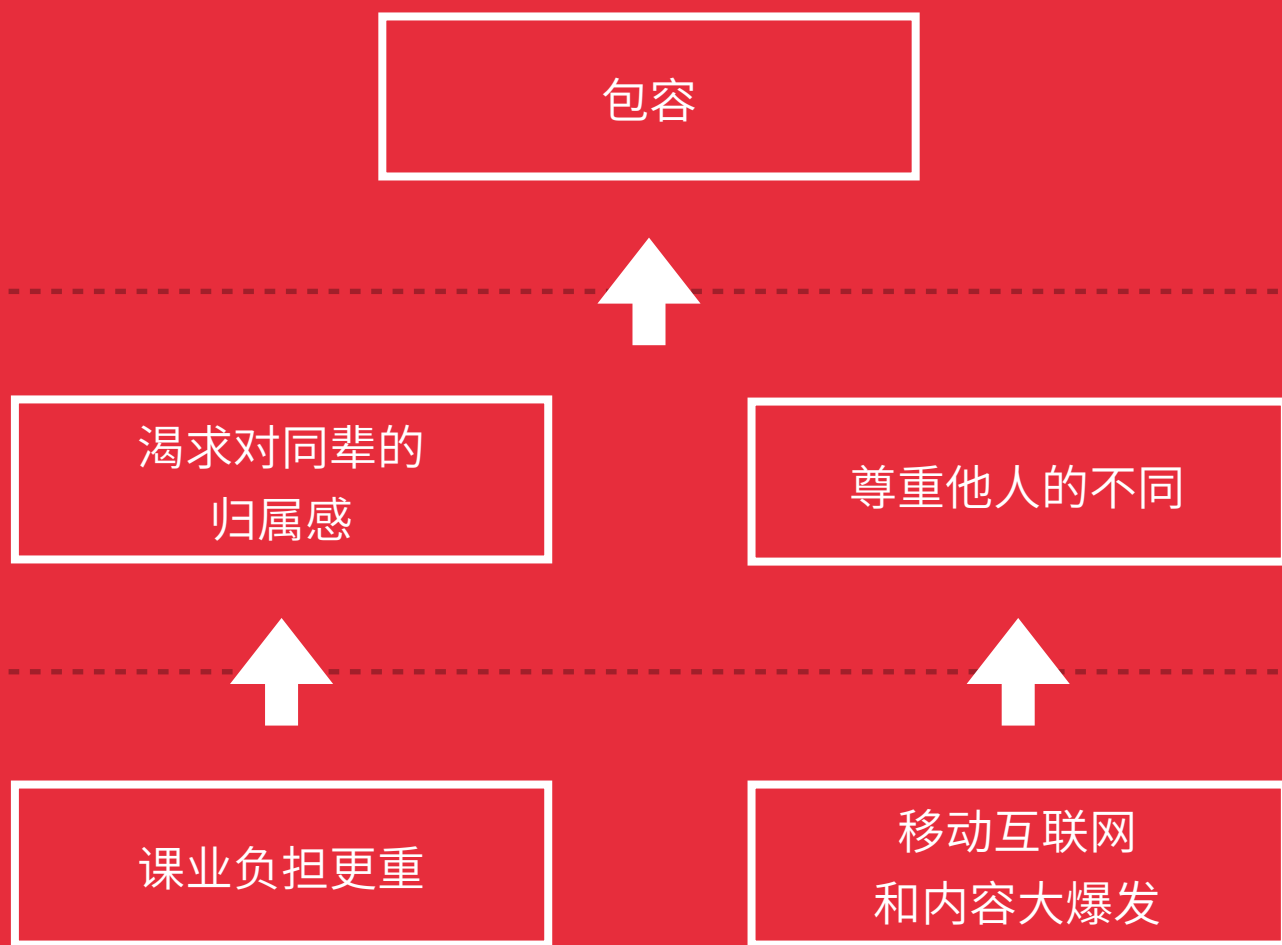 包容
渴求对同辈的
归属感
尊重他人的不同
课业负担更重
移动互联网
和内容大爆发